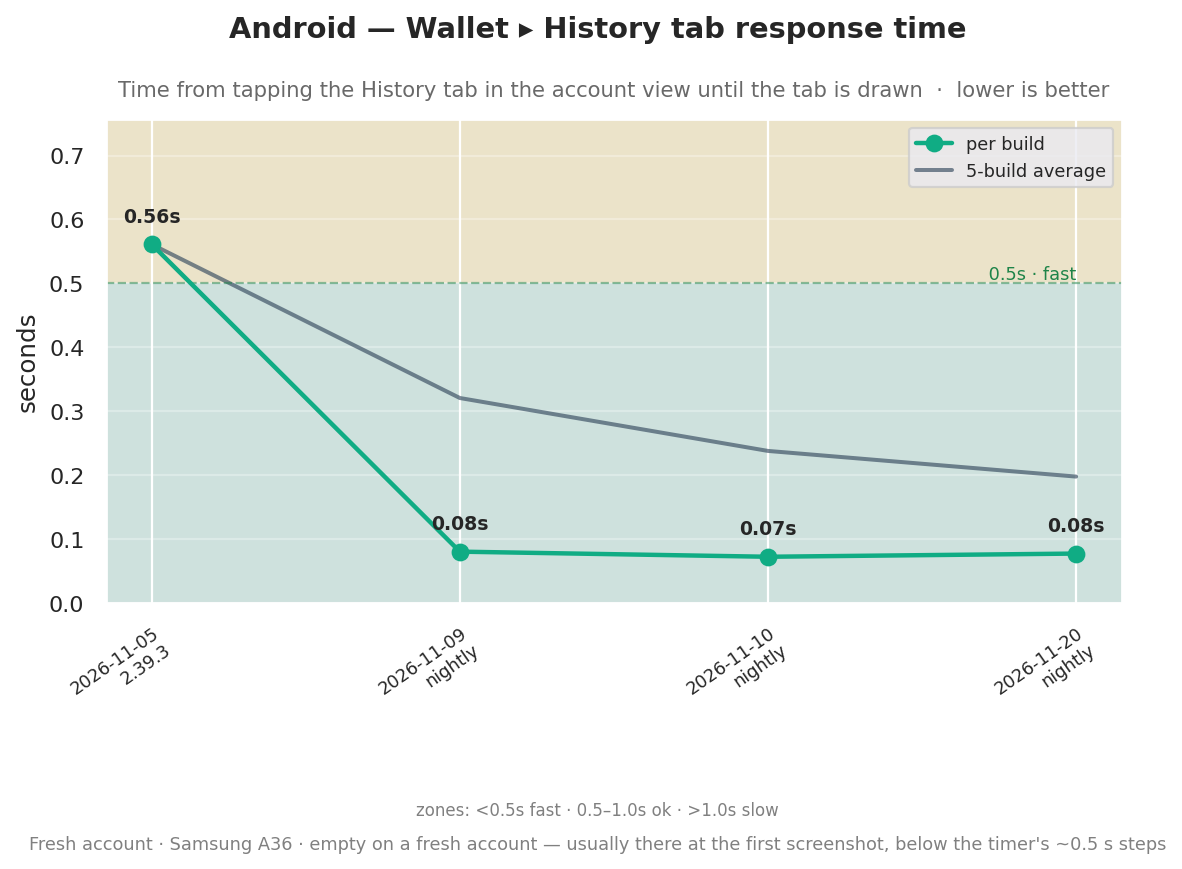 Android — Wallet ▸ History tab response time
Time from tapping the History tab in the account view until the tab is drawn · lower is better
per build
5-build average
0.7
0.6
0.5
0.4
0.3
0.2
0.1
0.0
seconds
0.56s
0.5s · fast
0.08s
0.07s
0.08s
2026-11-05
2.39.3
2026-11-09
nightly
2026-11-10
nightly
2026-11-20
nightly
zones: <0.5s fast · 0.5–1.0s ok · >1.0s slow
Fresh account · Samsung A36 · empty on a fresh account — usually there at the first screenshot, below the timer's ~0.5 s steps